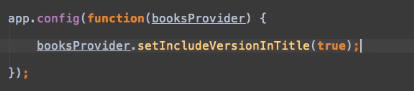 app.config(function(booksProvider) {
booksProvider.setIncludeVersionInTitle(true);
});